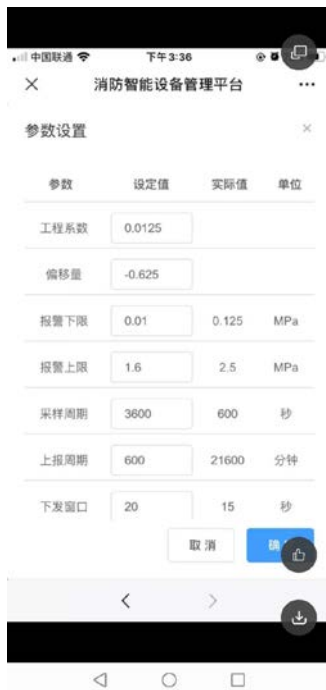 中国联通 下午3:36
消防智能设备管理平台
参数设置
参数 设定值 实际值 单位
工程系数 0.0125
偏移量 -0.625
报警下限 0.01 0.125 MPa
报警上限 1.6 2.5 MPa
采样周期 3600 600 秒
上报周期 600 21600 分钟
下发窗口 20 15 秒
取消